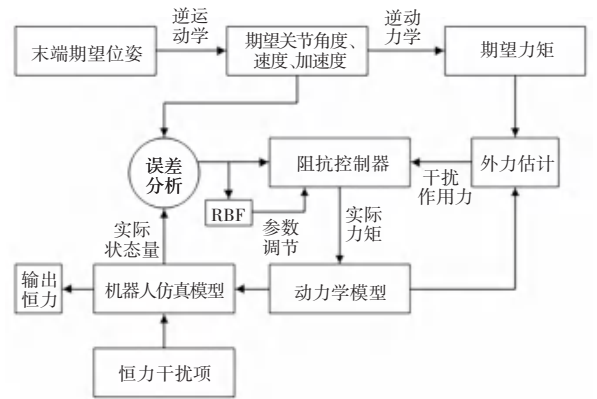 末端期望位姿
逆运
动学
期望关节角度、
速度、加速度
逆动
力学
期望力矩
误差
分析
阻抗控制器
干扰
作用力
外力估计
RBF
参数
调节
实际
力矩
实际
状态量
输出
恒力
机器人仿真模型
动力学模型
恒力干扰项